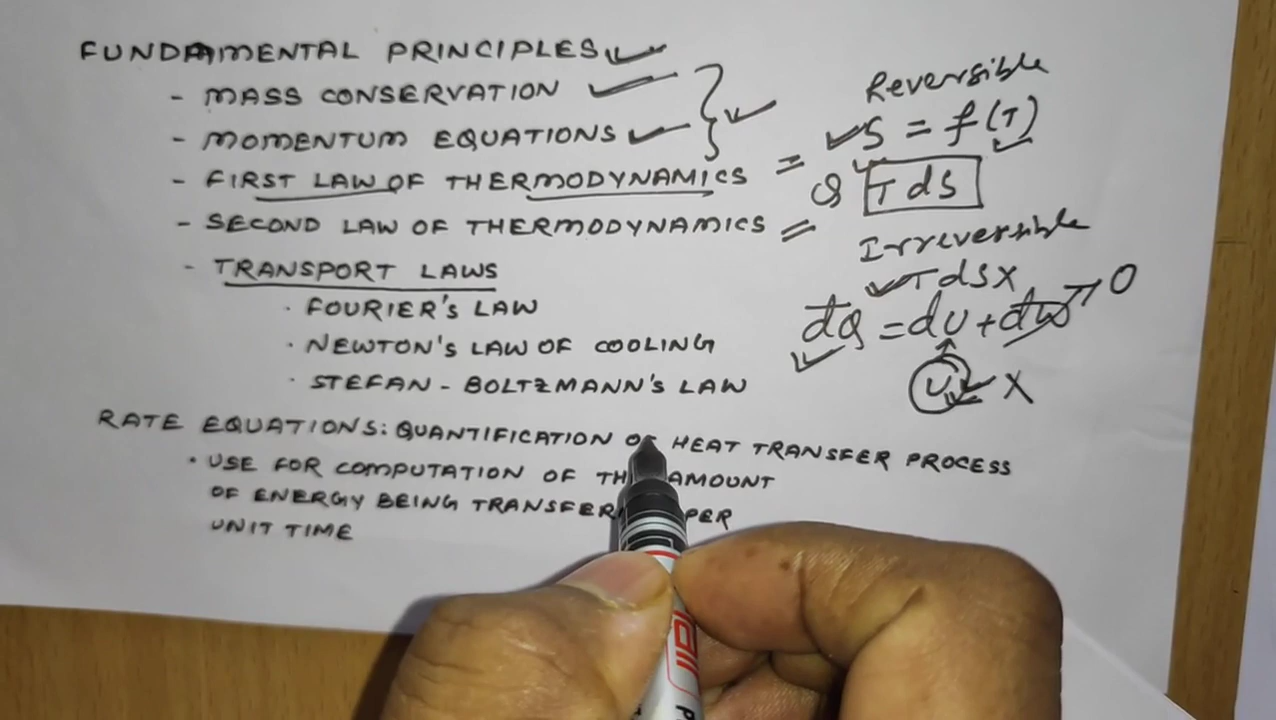 FUNDAMENTAL PRINCIPLES
- MASS CONSERVATION
- MOMENTUM EQUATIONS
- FIRST LAW OF THERMODYNAMICS =
- SECOND LAW OF THERMODYNAMICS =
- TRANSPORT LAWS
· FOURIER'S LAW
· NEWTON'S LAW OF COOLING
· STEFAN - BOLTZMANN'S LAW
RATE EQUATIONS: QUANTIFICATION OF HEAT TRANSFER PROCESS
· USE FOR COMPUTATION OF AMOUNT
OF ENERGY BEING PER
UNIT TIME
Reversible
S = f(T)
Q TdS
Irreversible
TdS X
dQ = dU + dW 0
U X